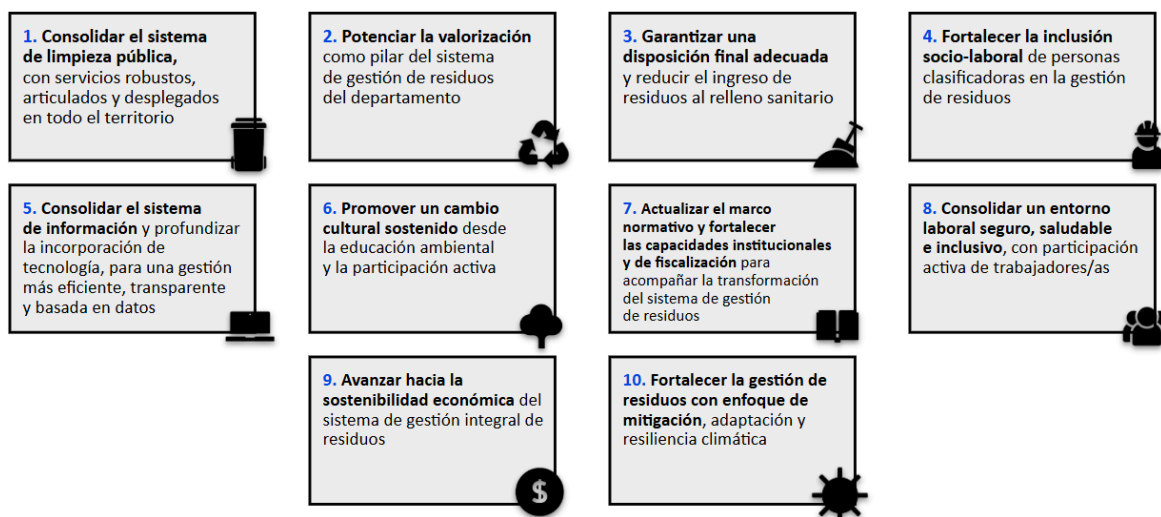 1. Consolidar el sistema
de limpieza pública,
con servicios robustos,
articulados y desplegados
en todo el territorio
2. Potenciar la valorización
como pilar del sistema
de gestión de residuos
del departamento
3. Garantizar una
disposición final adecuada
y reducir el ingreso de
residuos al relleno sanitario
4. Fortalecer la inclusión
socio-laboral de personas
clasificadoras en la gestión
de residuos
5. Consolidar el sistema
de información y profundizar
la incorporación de
tecnología, para una gestión
más eficiente, transparente
y basada en datos
6. Promover un cambio
cultural sostenido desde
la educación ambiental
y la participación activa
7. Actualizar el marco
normativo y fortalecer
las capacidades institucionales
y de fiscalización para
acompañar la transformación
del sistema de gestión
de residuos
8. Consolidar un entorno
laboral seguro, saludable
e inclusivo, con participación
activa de trabajadores/as
9. Avanzar hacia la
sostenibilidad económica del
sistema de gestión integral de
residuos
$
10. Fortalecer la gestión de
residuos con enfoque de
mitigación, adaptación y
resiliencia climática